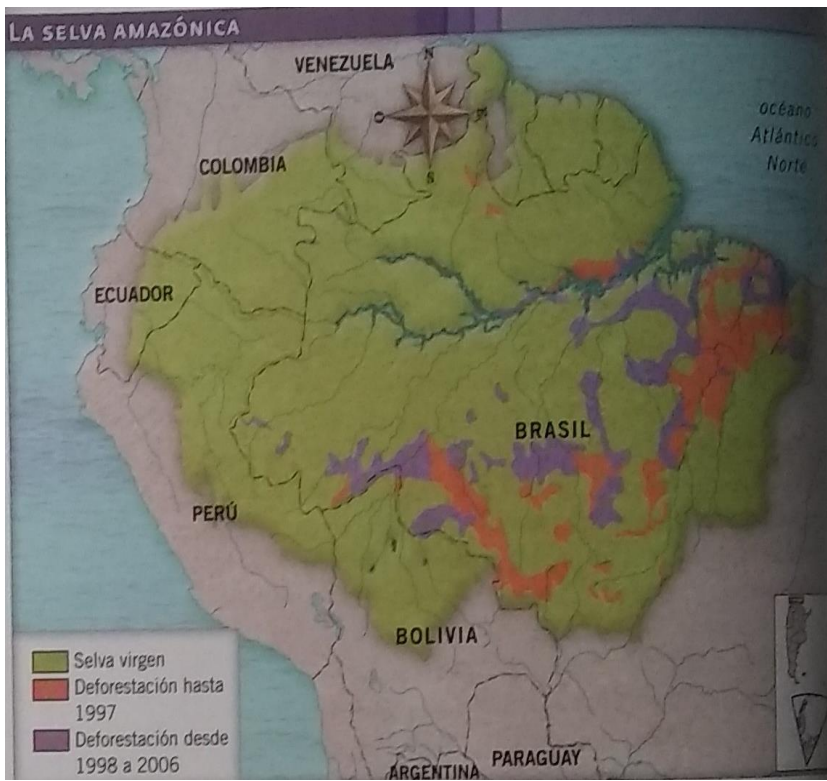 LA SELVA AMAZÓNICA
VENEZUELA
N
O
E
S
océano
Atlántico
Norte
COLOMBIA
ECUADOR
BRASIL
PERÚ
BOLIVIA
Selva virgen
Deforestación hasta
1997
Deforestación desde
1998 a 2006
PARAGUAY
ARGENTINA